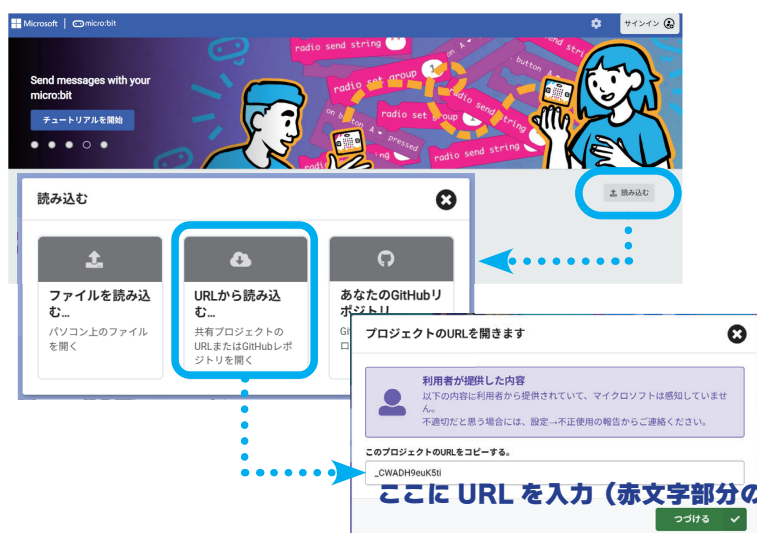 Microsoft | micro:bit
サインイン
Send messages with your
micro:bit
チュートリアルを開始
radio send string
radio set group 1
radio set group
on button A pressed
radio send string
button
読み込む
読み込む
ファイルを読み込
む...
パソコン上のファイル
を開く
URLから読み込
む...
共有プロジェクトの
URLまたはGitHubレポ
ジトリを開く
あなたのGitHubリ
ポジトリ
プロジェクトのURLを開きます
利用者が提供した内容
以下の内容は利用者から提供されていて、マイクロソフトは感知していませ
ん。
不適切だと思う場合には、設定→不正使用の報告からご連絡ください。
このプロジェクトのURLをコピーする。
_CWADH9euK5ti
ここに URL を入力（赤文字部分の
つづける